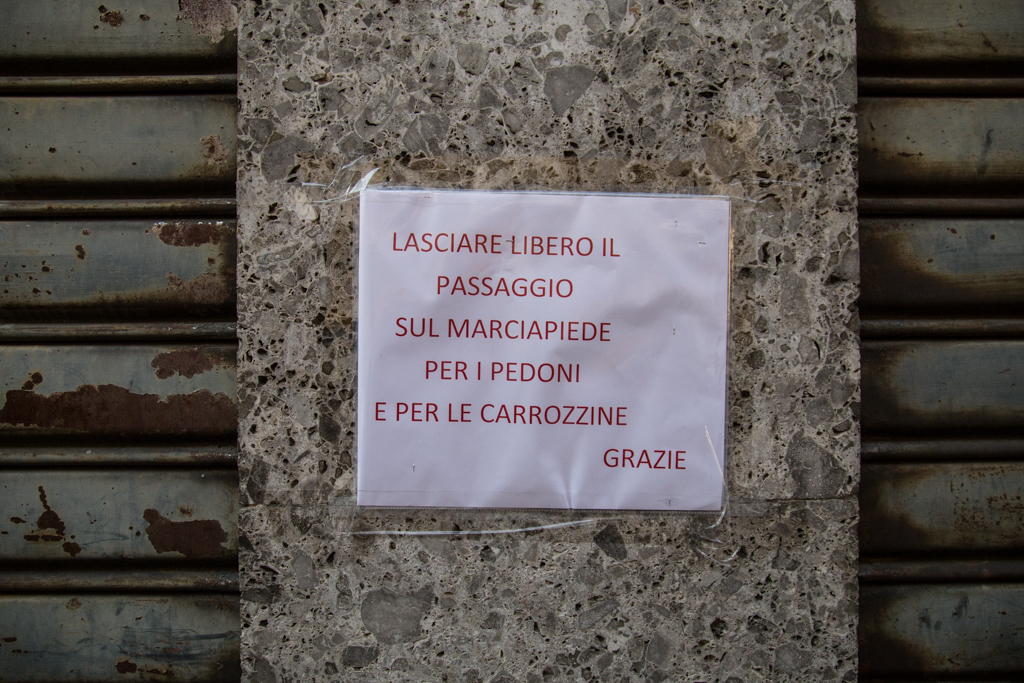 LASCIARE LIBERO IL
PASSAGGIO
SUL MARCIAPIEDE
PER I PEDONI
E PER LE CARROZZINE
GRAZIE